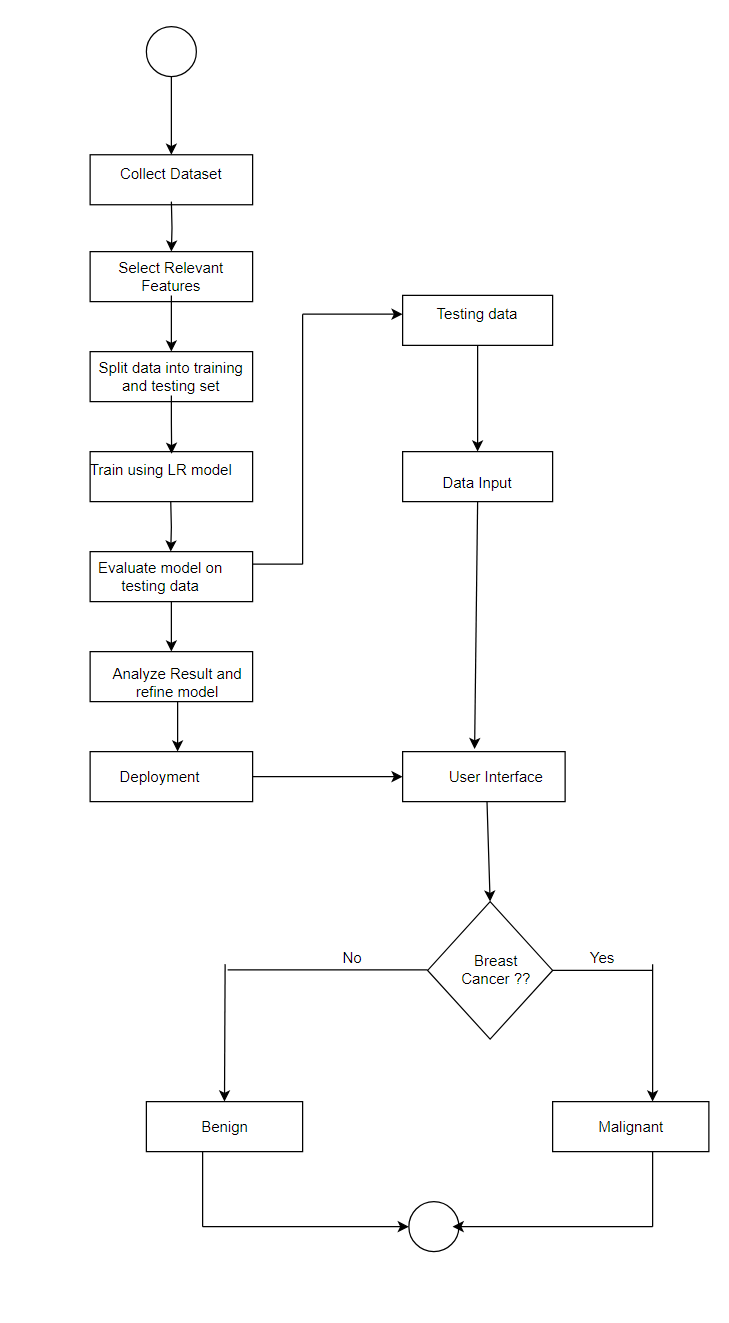 Collect Dataset
Select Relevant
Features
Split data into training
and testing set
Train using LR model
Evaluate model on
testing data
Analyze Result and
refine model
Deployment
Testing data
Data Input
User Interface
Breast
Cancer ??
No
Yes
Benign
Malignant